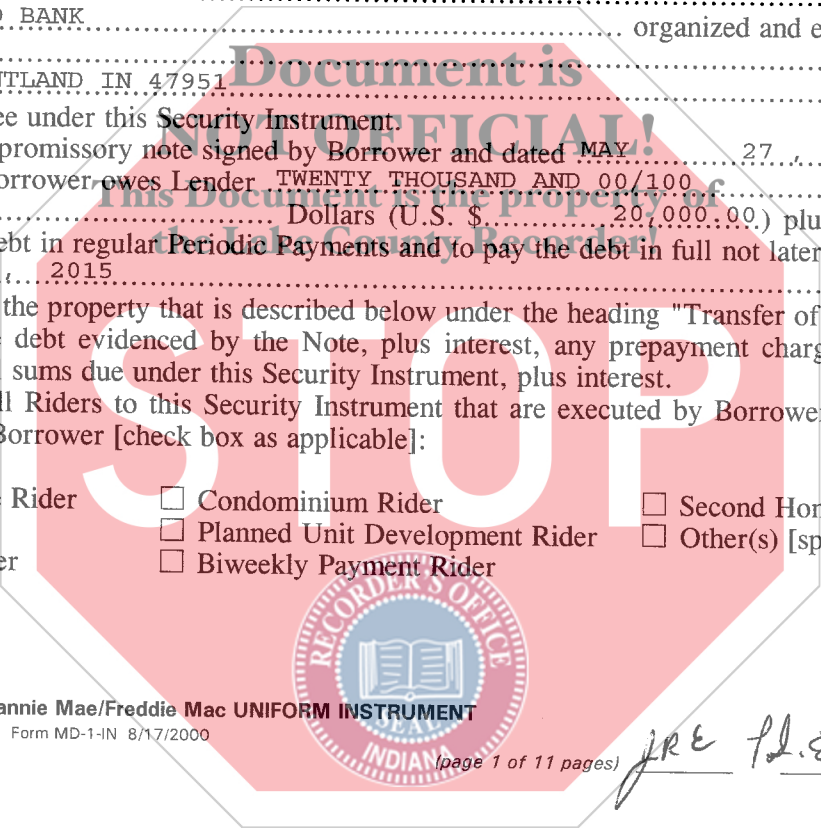 BANK
organized and e
TLAND IN 47951
Document is
ee under this Security Instrument.
NOT OFFICIAL!
promissory note signed by Borrower and dated MAY 27 ,
orrower owes Lender TWENTY THOUSAND AND 00/100
This Document is the property of
Dollars (U.S. $ 20,000.00 ) plu
ebt in regular Periodic Payments and to pay the debt in full not later
the Lake County Recorder!
, 2015
the property that is described below under the heading "Transfer of
debt evidenced by the Note, plus interest, any prepayment charg
sums due under this Security Instrument, plus interest.
ll Riders to this Security Instrument that are executed by Borrower
Borrower [check box as applicable]:
STOP
Rider ☐ Condominium Rider ☐ Second Hom
☐ Planned Unit Development Rider ☐ Other(s) [sp
er ☐ Biweekly Payment Rider
RECORDER'S OFFICE
SEAL
INDIANA
annie Mae/Freddie Mac UNIFORM INSTRUMENT
Form MD-1-IN 8/17/2000
(page 1 of 11 pages) JRE